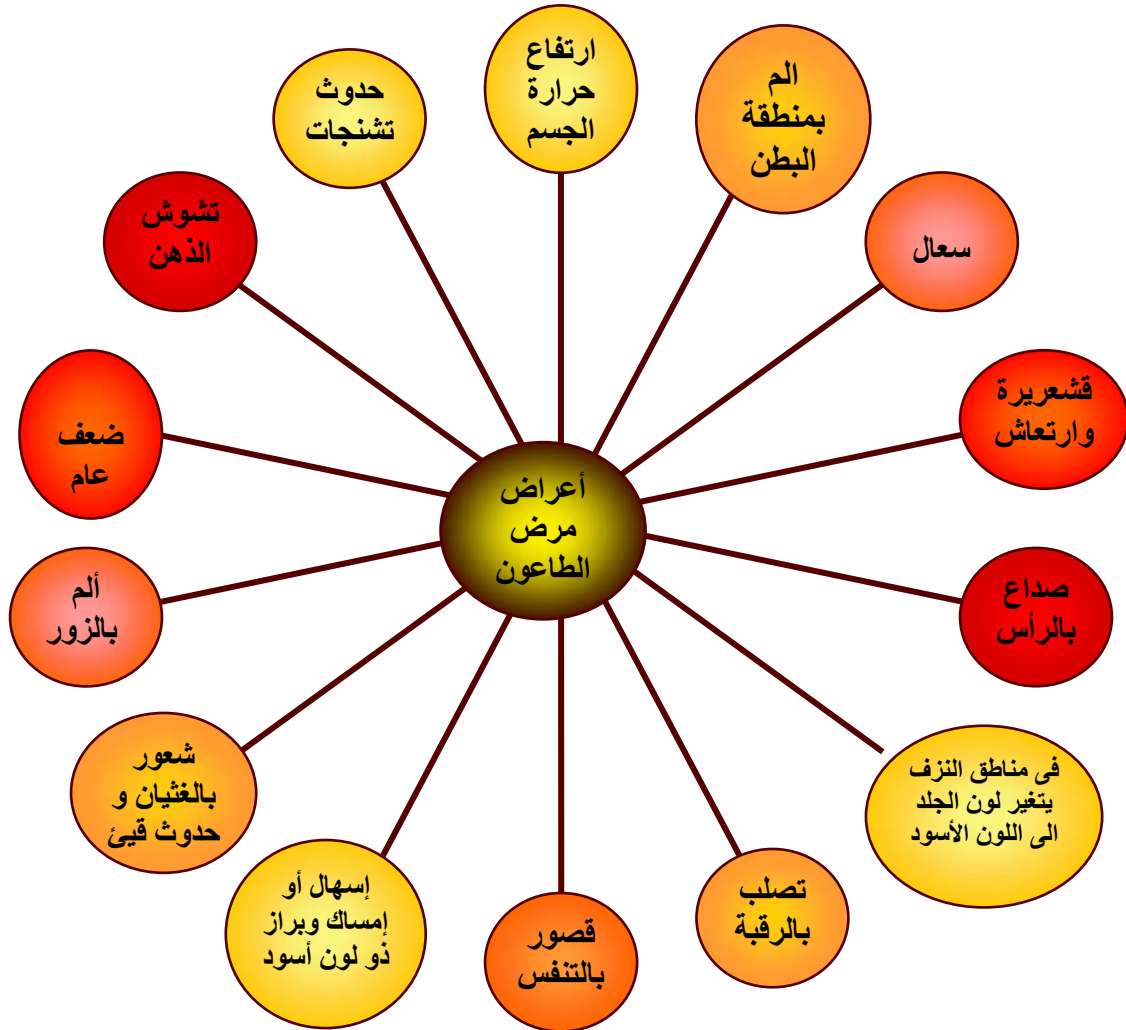 أعراض
مرض
الطاعون
ارتفاع
حرارة
الجسم
الم
بمنطقة
البطن
سعال
قشعريرة
وارتعاش
صداع
بالرأس
فى مناطق النزف
يتغير لون الجلد
الى اللون الأسود
تصلب
بالرقبة
قصور
بالتنفس
إسهال أو
إمساك وبراز
ذو لون أسود
شعور
بالغثيان و
حدوث قيئ
ألم
بالزور
ضعف
عام
تشوش
الذهن
حدوث
تشنجات